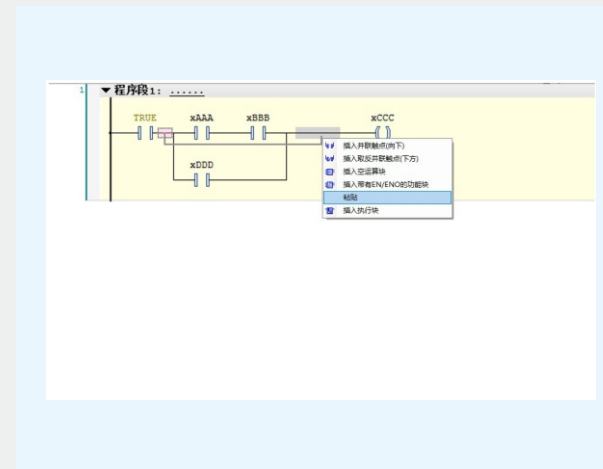 1 程序段1: ......
TRUE xAAA xBBB xCCC
插入并联触点(向下)
插入取反并联触点(下方)
xDDD
插入空运算块
插入带有EN/ENO的功能块
粘贴
插入执行块